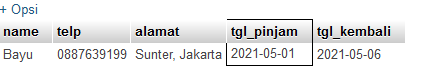 + Opsi
name telp alamat tgl_pinjam tgl_kembali
Bayu 0887639199 Sunter, Jakarta 2021-05-01 2021-05-06